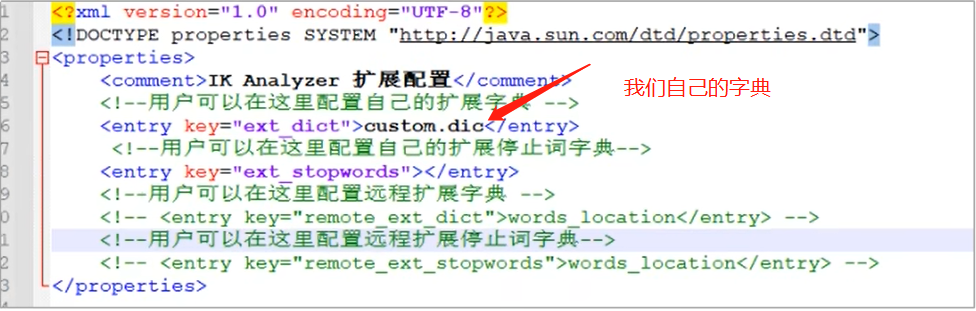 1 <?xml version="1.0" encoding="UTF-8"?>
2 <!DOCTYPE properties SYSTEM "http://java.sun.com/dtd/properties.dtd">
3 <properties>
4 <comment>IK Analyzer 扩展配置</comment>
我们自己的字典
5 <!--用户可以在这里配置自己的扩展字典 -->
6 <entry key="ext_dict">custom.dic</entry>
7 <!--用户可以在这里配置自己的扩展停止词字典-->
8 <entry key="ext_stopwords"></entry>
9 <!--用户可以在这里配置远程扩展字典 -->
0 <!-- <entry key="remote_ext_dict">words_location</entry> -->
1 <!--用户可以在这里配置远程扩展停止词字典-->
2 <!-- <entry key="remote_ext_stopwords">words_location</entry> -->
3 </properties>